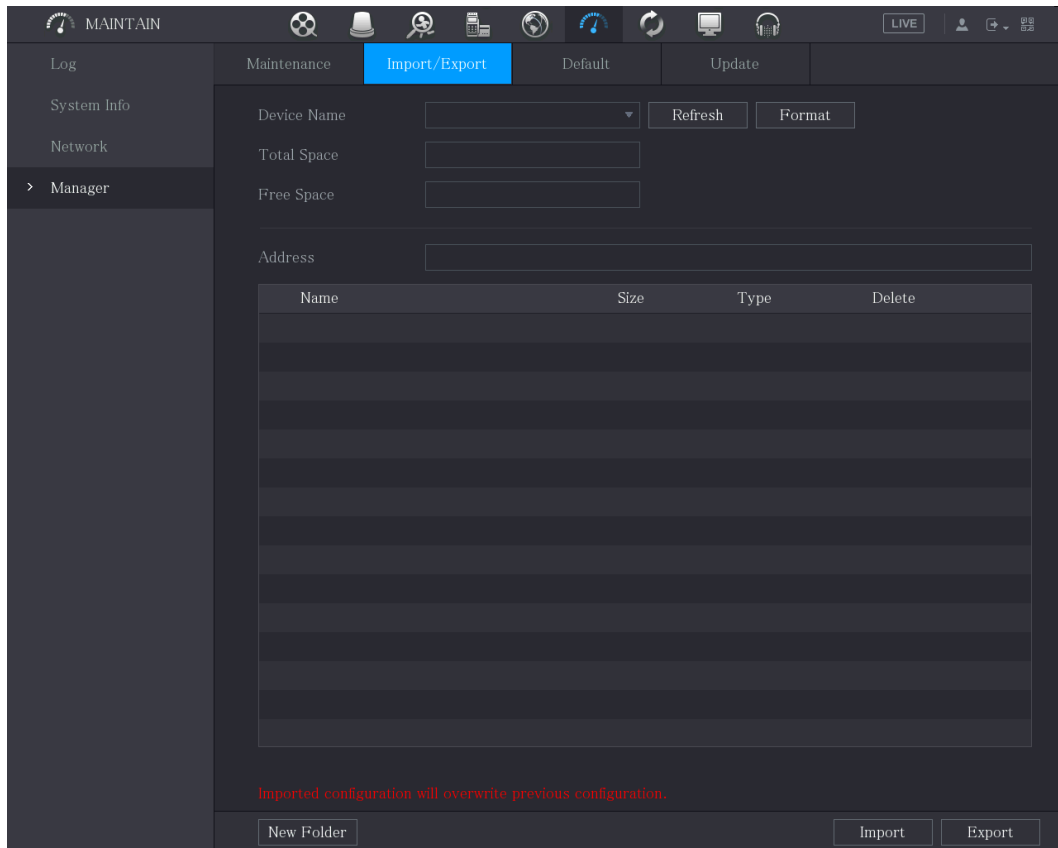 MAINTAIN
LIVE
Log
System Info
Network
Manager
Maintenance Import/Export Default Update
Device Name Refresh Format
Total Space
Free Space
Address
Name Size Type Delete
Imported configuration will overwrite previous configuration.
New Folder Import Export